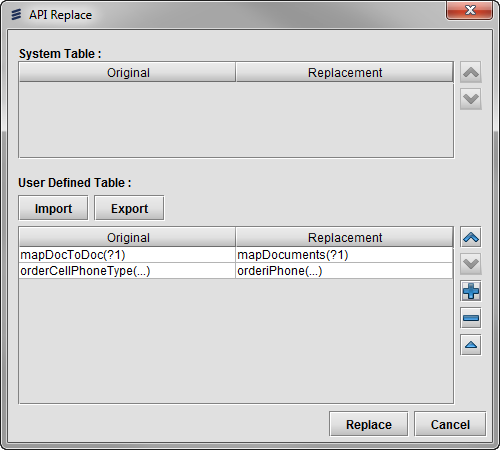 API Replace
System Table :
Original Replacement
User Defined Table :
Import Export
Original Replacement
mapDocToDoc(?1) mapDocuments(?1)
orderCellPhoneType(...) orderiPhone(...)
Replace Cancel